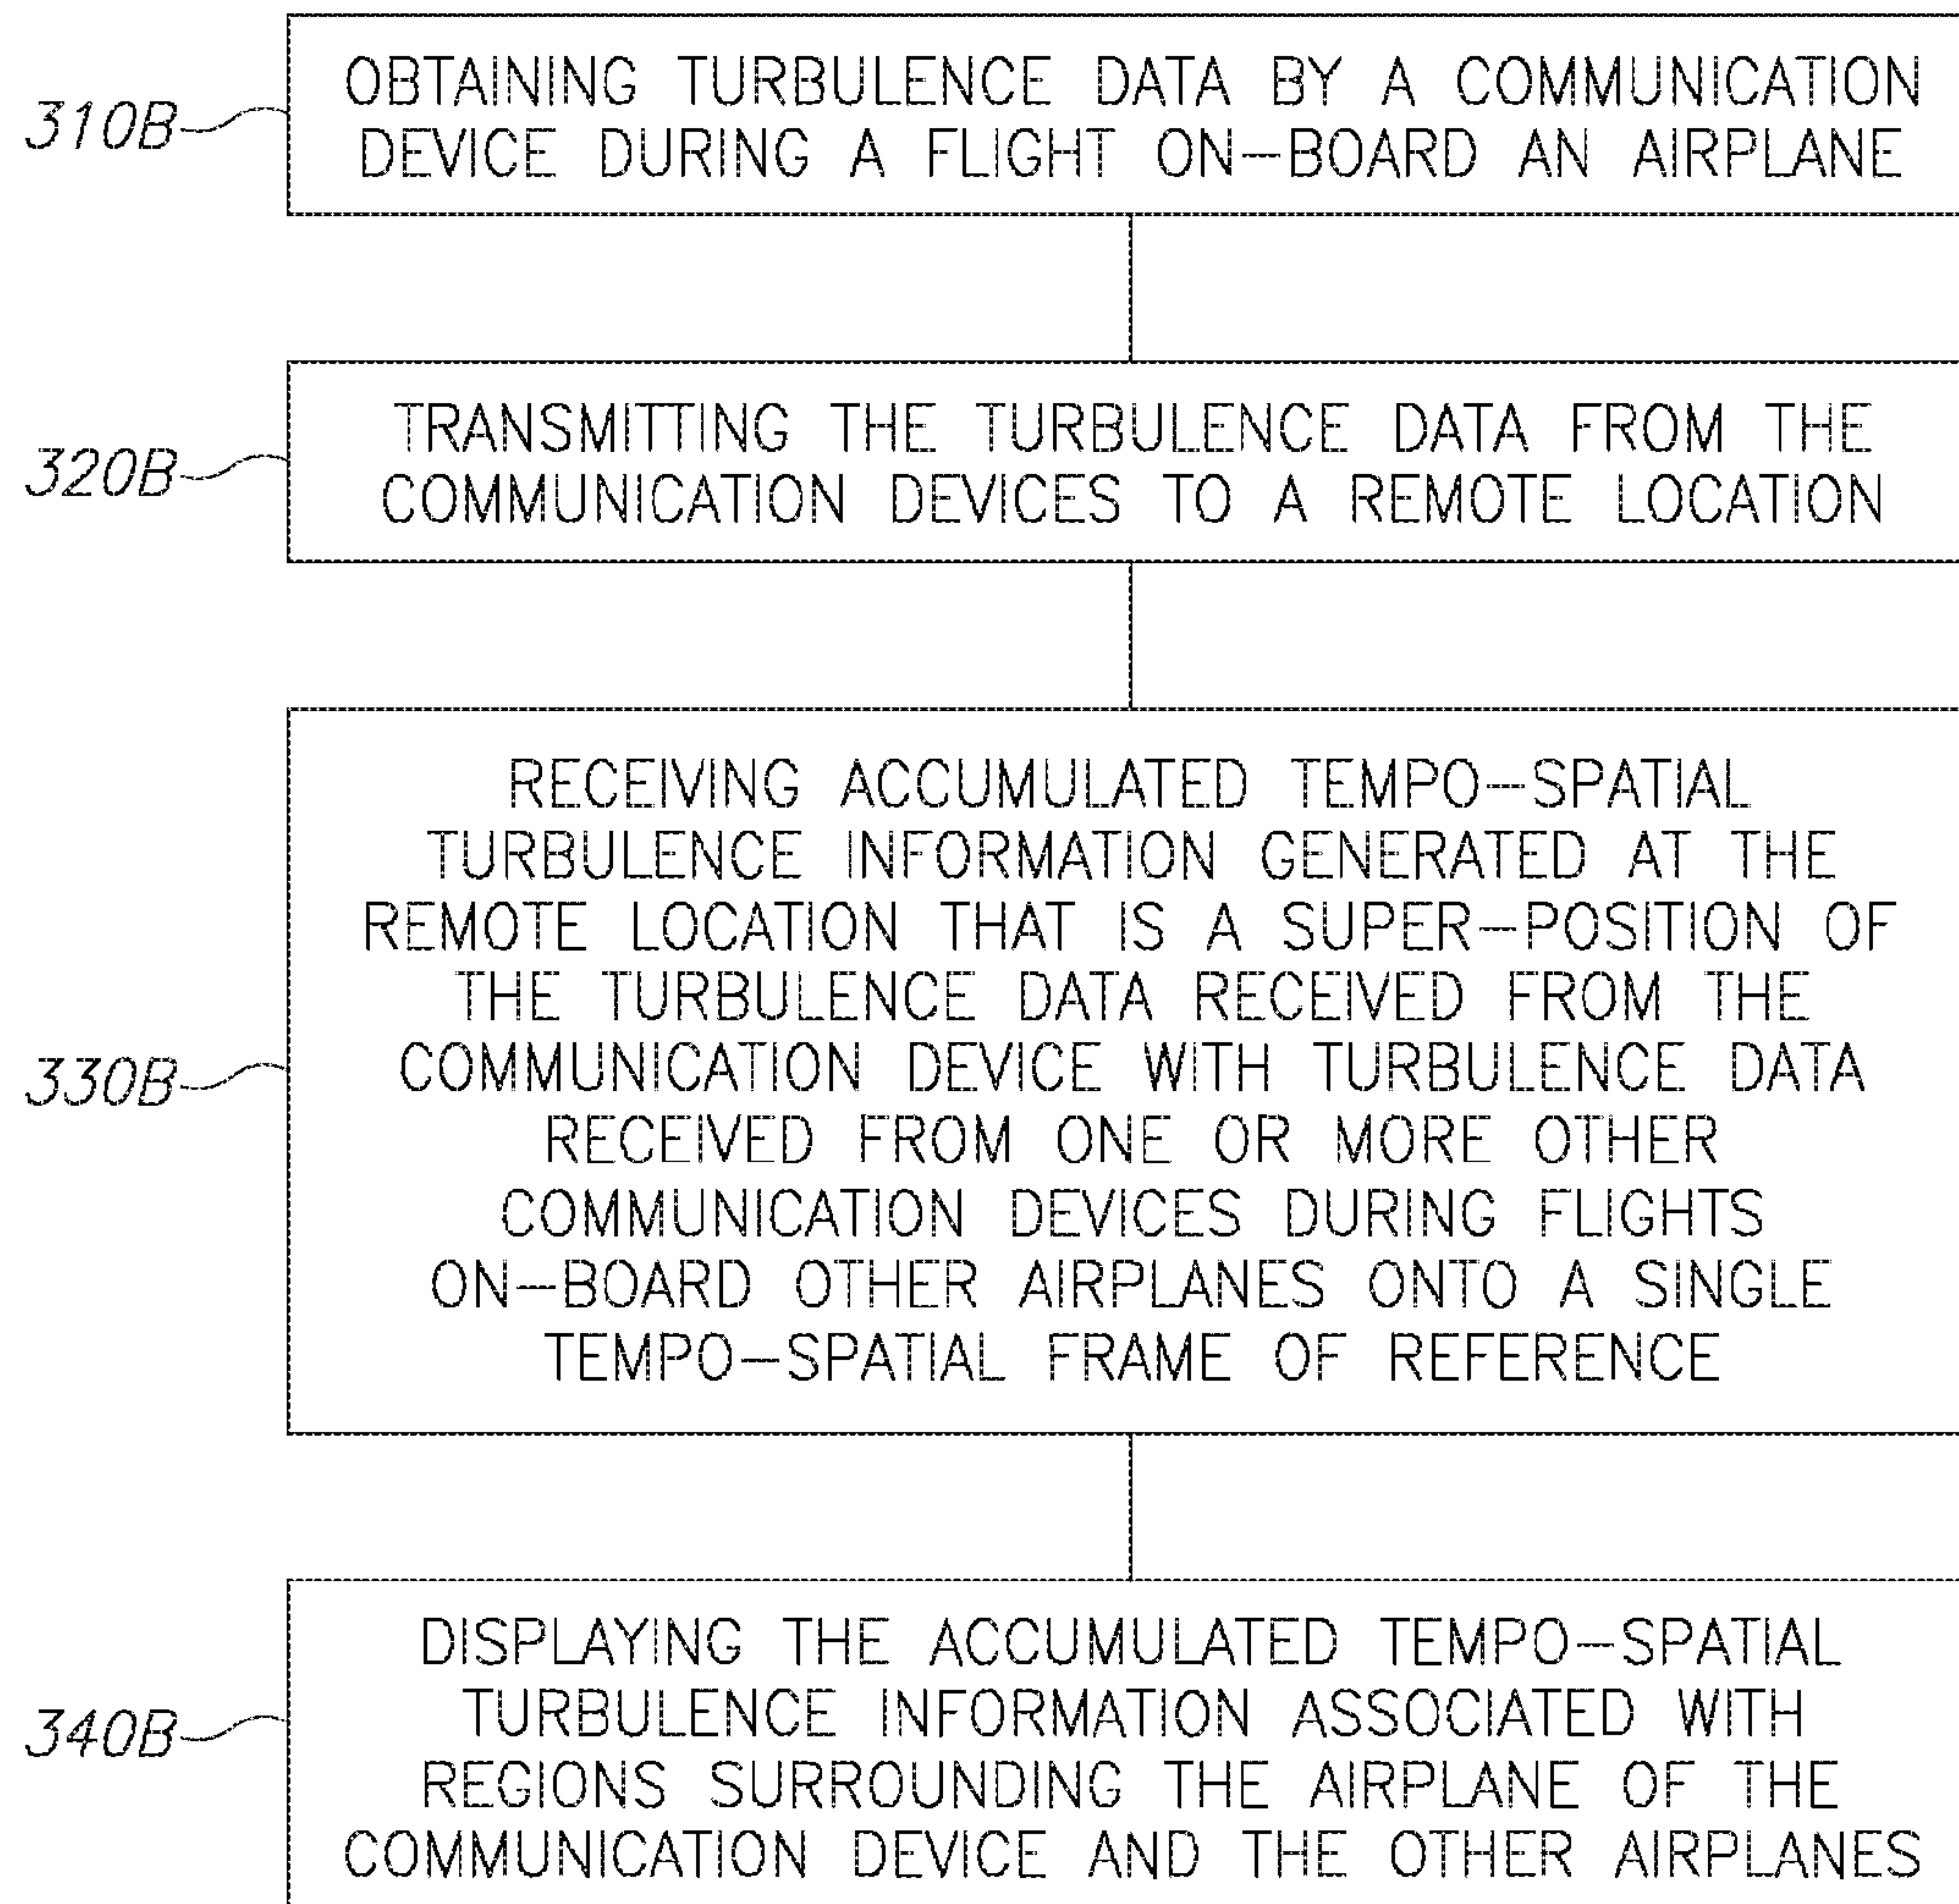 310B
OBTAINING TURBULENCE DATA BY A COMMUNICATION
DEVICE DURING A FLIGHT ON-BOARD AN AIRPLANE
320B
TRANSMITTING THE TURBULENCE DATA FROM THE
COMMUNICATION DEVICES TO A REMOTE LOCATION
330B
RECEIVING ACCUMULATED TEMPO-SPATIAL
TURBULENCE INFORMATION GENERATED AT THE
REMOTE LOCATION THAT IS A SUPER-POSITION OF
THE TURBULENCE DATA RECEIVED FROM THE
COMMUNICATION DEVICE WITH TURBULENCE DATA
RECEIVED FROM ONE OR MORE OTHER
COMMUNICATION DEVICES DURING FLIGHTS
ON-BOARD OTHER AIRPLANES ONTO A SINGLE
TEMPO-SPATIAL FRAME OF REFERENCE
340B
DISPLAYING THE ACCUMULATED TEMPO-SPATIAL
TURBULENCE INFORMATION ASSOCIATED WITH
REGIONS SURROUNDING THE AIRPLANE OF THE
COMMUNICATION DEVICE AND THE OTHER AIRPLANES